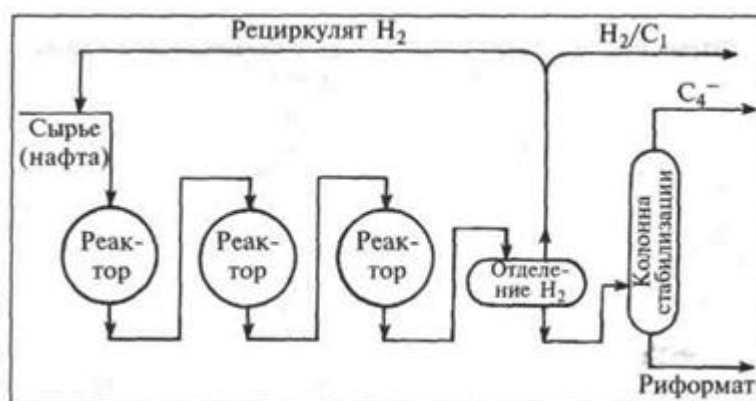 Рециркулят H₂
H₂/C₁
C₄⁻
Сырье
(нафта)
Реак-
тор
Реак-
тор
Реак-
тор
Отделе-
ние H₂
Колонна
стабилизации
Риформат